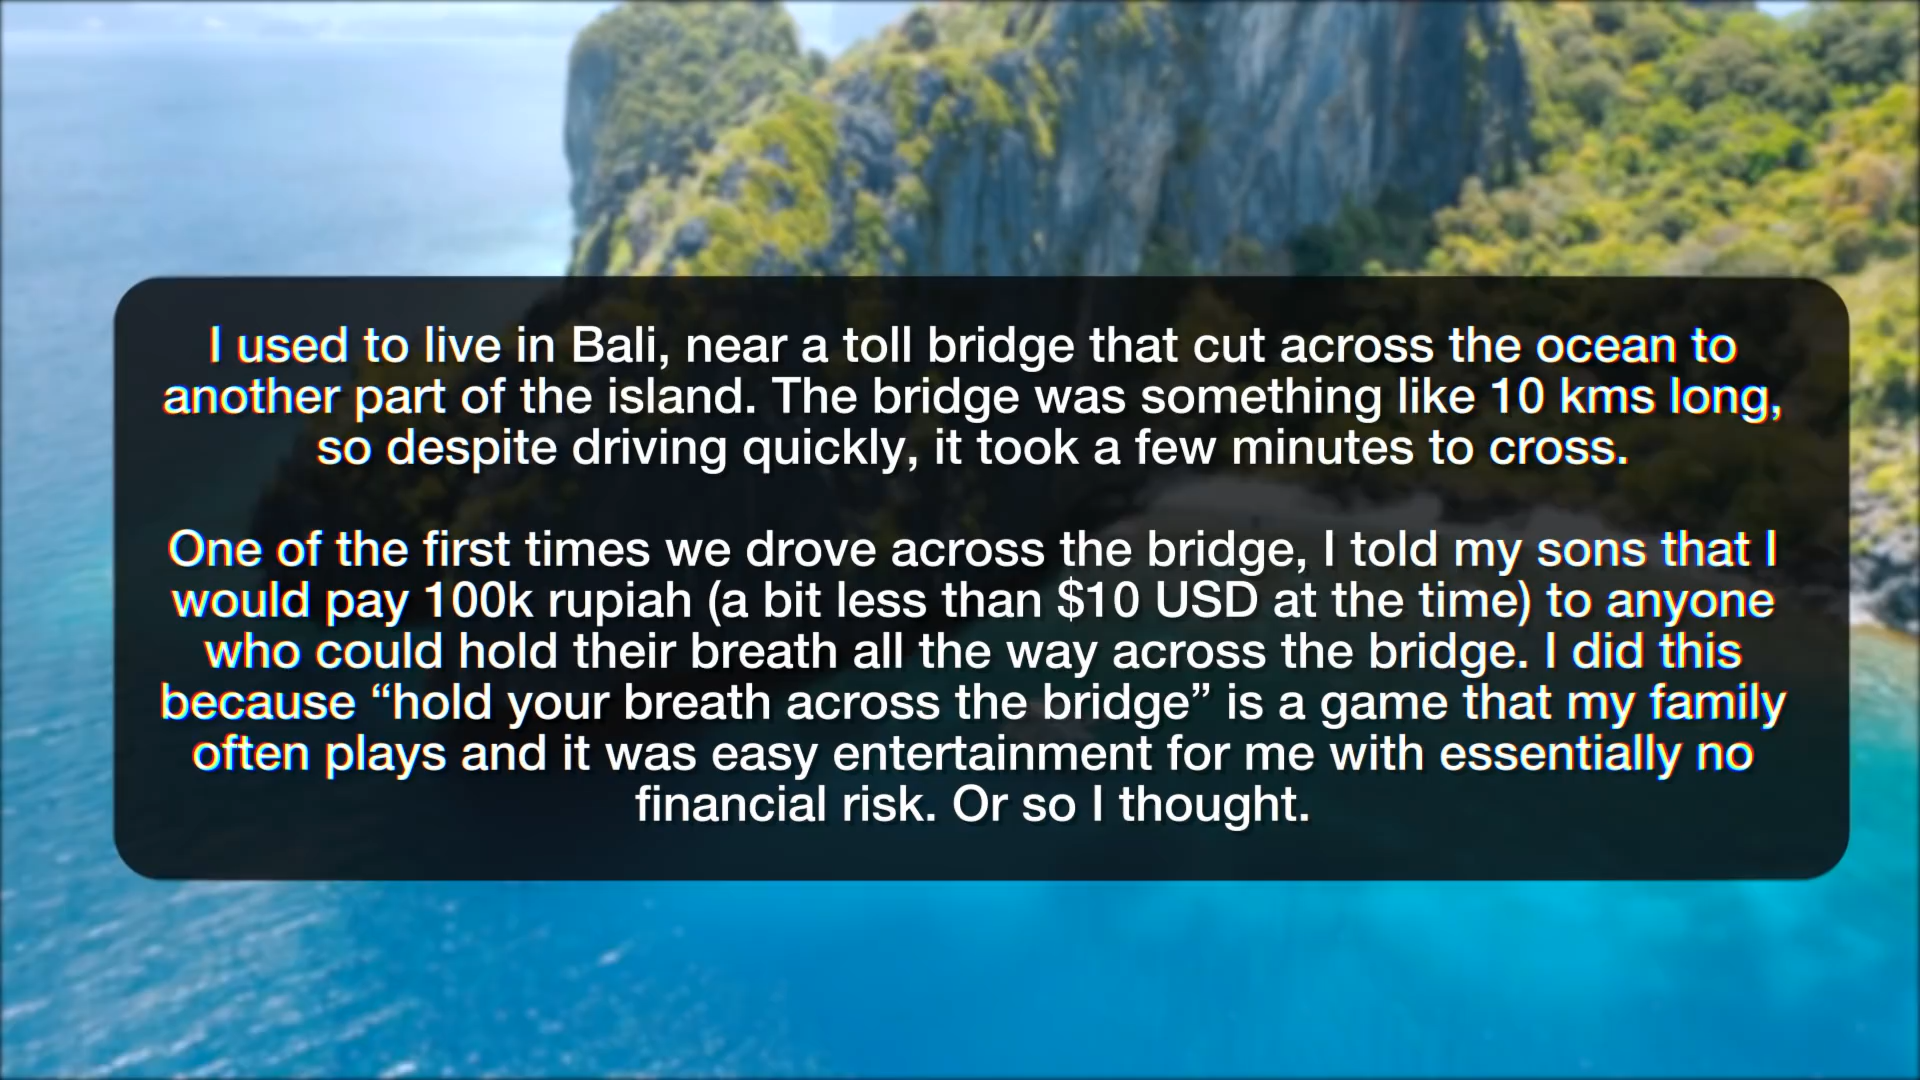 I used to live in Bali, near a toll bridge that cut across the ocean to
another part of the island. The bridge was something like 10 kms long,
so despite driving quickly, it took a few minutes to cross.
One of the first times we drove across the bridge, I told my sons that I
would pay 100k rupiah (a bit less than $10 USD at the time) to anyone
who could hold their breath all the way across the bridge. I did this
because “hold your breath across the bridge” is a game that my family
often plays and it was easy entertainment for me with essentially no
financial risk. Or so I thought.